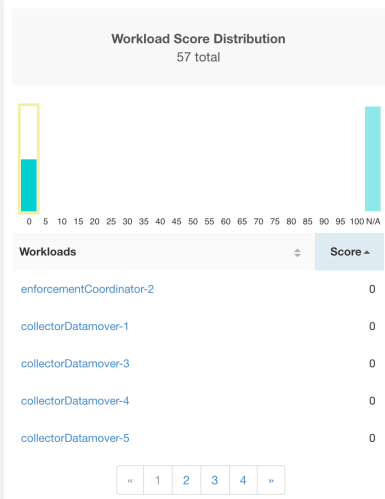 Workload Score Distribution
57 total
0 5 10 15 20 25 30 35 40 45 50 55 60 65 70 75 80 85 90 95 100 N/A
Workloads Score
enforcementCoordinator-2 0
collectorDatamover-1 0
collectorDatamover-3 0
collectorDatamover-4 0
collectorDatamover-5 0
« 1 2 3 4 »